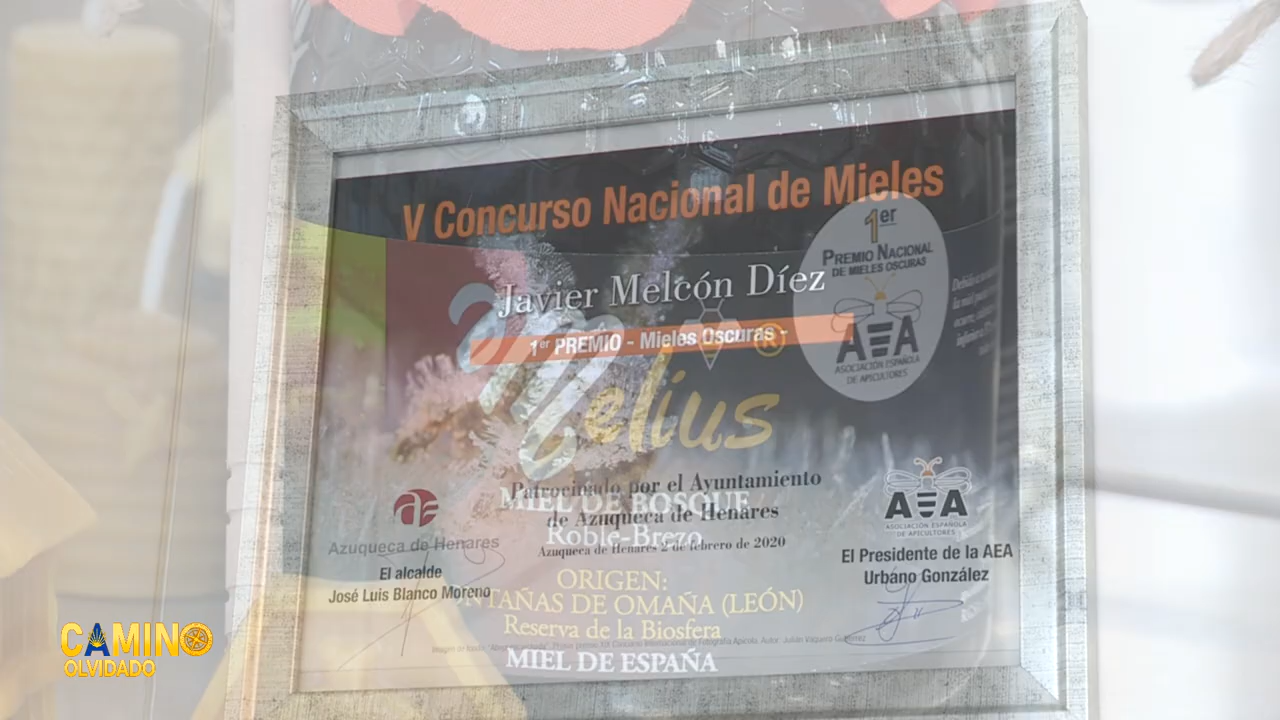 V Concurso Nacional de Mieles
1er
PREMIO NACIONAL
DE MIELES OSCURAS
Javier Melcón Díez
1er PREMIO - Mieles Oscuras -
AEA
ASOCIACIÓN ESPAÑOLA
DE APICULTORES
Melius ®
Patrocinado por el Ayuntamiento
MIEL DE BOSQUE
de Azuqueca de Henares
Roble-Brezo
Azuqueca de Henares 2 de febrero de 2020
Azuqueca de Henares
El alcalde
José Luis Blanco Moreno
AEA
ASOCIACIÓN ESPAÑOLA
DE APICULTORES
El Presidente de la AEA
Urbano González
ORIGEN:
MONTAÑAS DE OMAÑA (LEÓN)
Reserva de la Biosfera
MIEL DE ESPAÑA
CAMINO
OLVIDADO